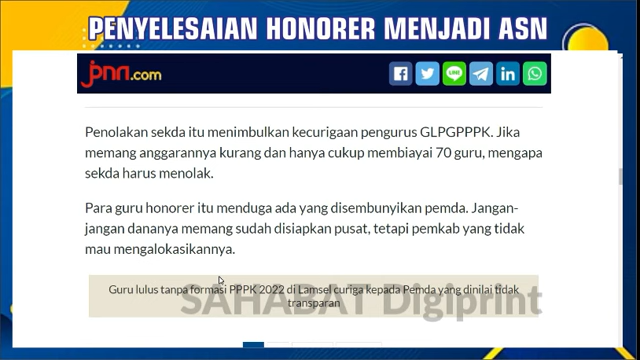 PENYELESAIAN HONORER MENJADI ASN
jpnn.com
Penolakan sekda itu menimbulkan kecurigaan pengurus GLPGPPPK. Jika
memang anggarannya kurang dan hanya cukup membiayai 70 guru, mengapa
sekda harus menolak.
Para guru honorer itu menduga ada yang disembunyikan pemda. Jangan-
jangan dananya memang sudah disiapkan pusat, tetapi pemkab yang tidak
mau mengalokasikannya.
Guru lulus tanpa formasi PPPK 2022 di Lamsel curiga kepada Pemda yang dinilai tidak
transparan
SAHABAT Digiprint